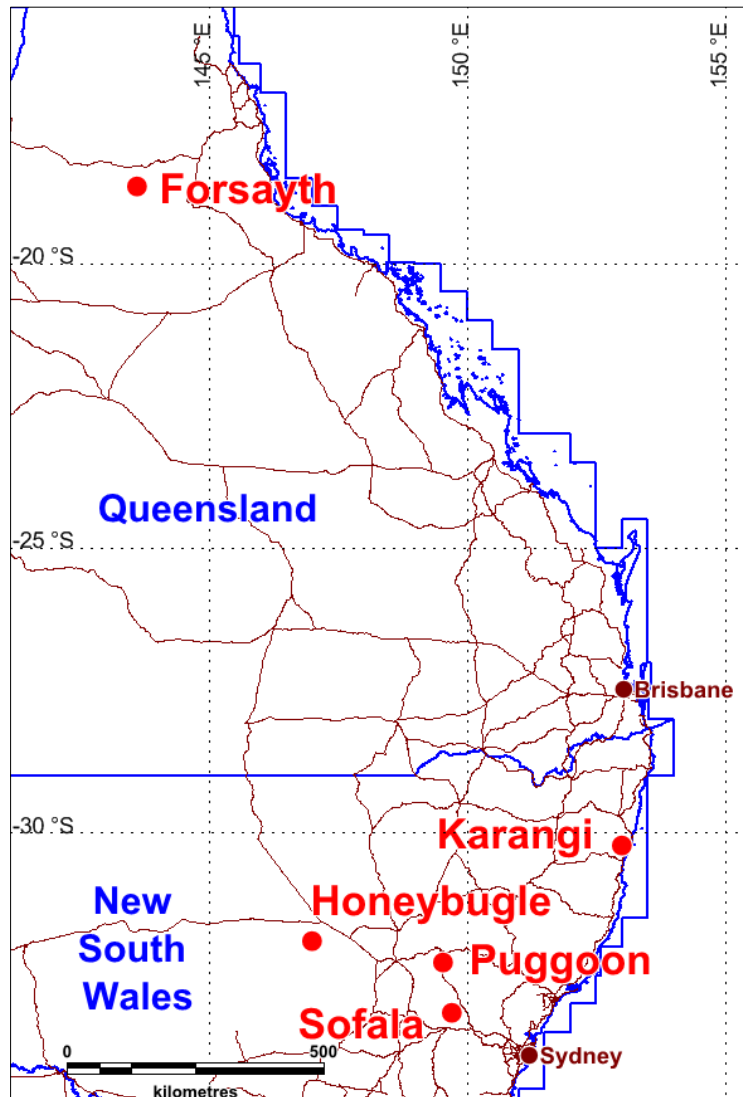 145 °E
150 °E
155 °E
Forsayth
-20 °S
Queensland
-25 °S
Brisbane
-30 °S
Karangi
New
South
Wales
Honeybugle
Puggoon
Sofala
0
500
kilometres
Sydney